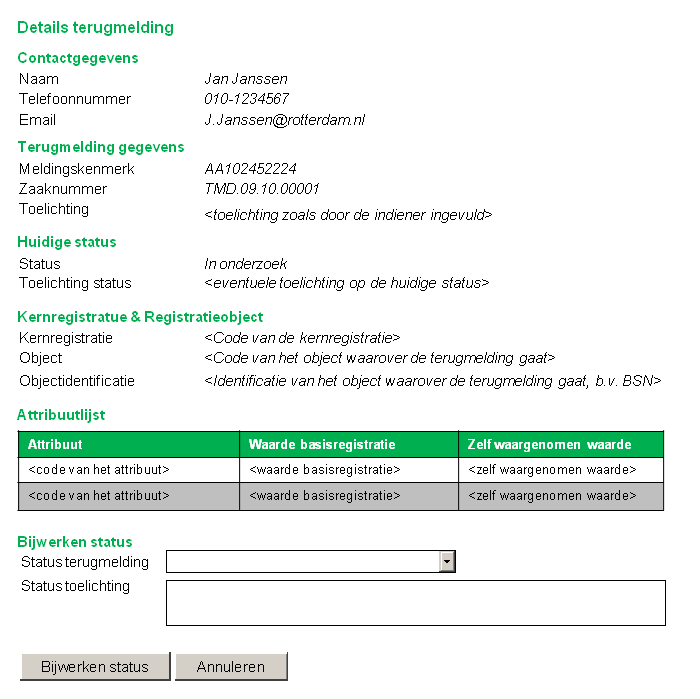 Details terugmelding
Contactgegevens
Naam Jan Janssen
Telefoonnummer 010-1234567
Email J.Janssen@rotterdam.nl
Terugmelding gegevens
Meldingskenmerk AA102452224
Zaaknummer TMD.09.10.00001
Toelichting <toelichting zoals door de indiener ingevuld>
Huidige status
Status In onderzoek
Toelichting status <eventuele toelichting op de huidige status>
Kernregistratue & Registratieobject
Kernregistratie <Code van de kernregistratie>
Object <Code van het object waarover de terugmelding gaat>
Objectidentificatie <Identificatie van het object waarover de terugmelding gaat, b.v. BSN>
Attribuutlijst
Attribuut Waarde basisregistratie Zelf waargenomen waarde
<code van het attribuut> <waarde basisregistratie> <zelf waargenomen waarde>
<code van het attribuut> <waarde basisregistratie> <zelf waargenomen waarde>
Bijwerken status
Status terugmelding
Status toelichting
Bijwerken status Annuleren